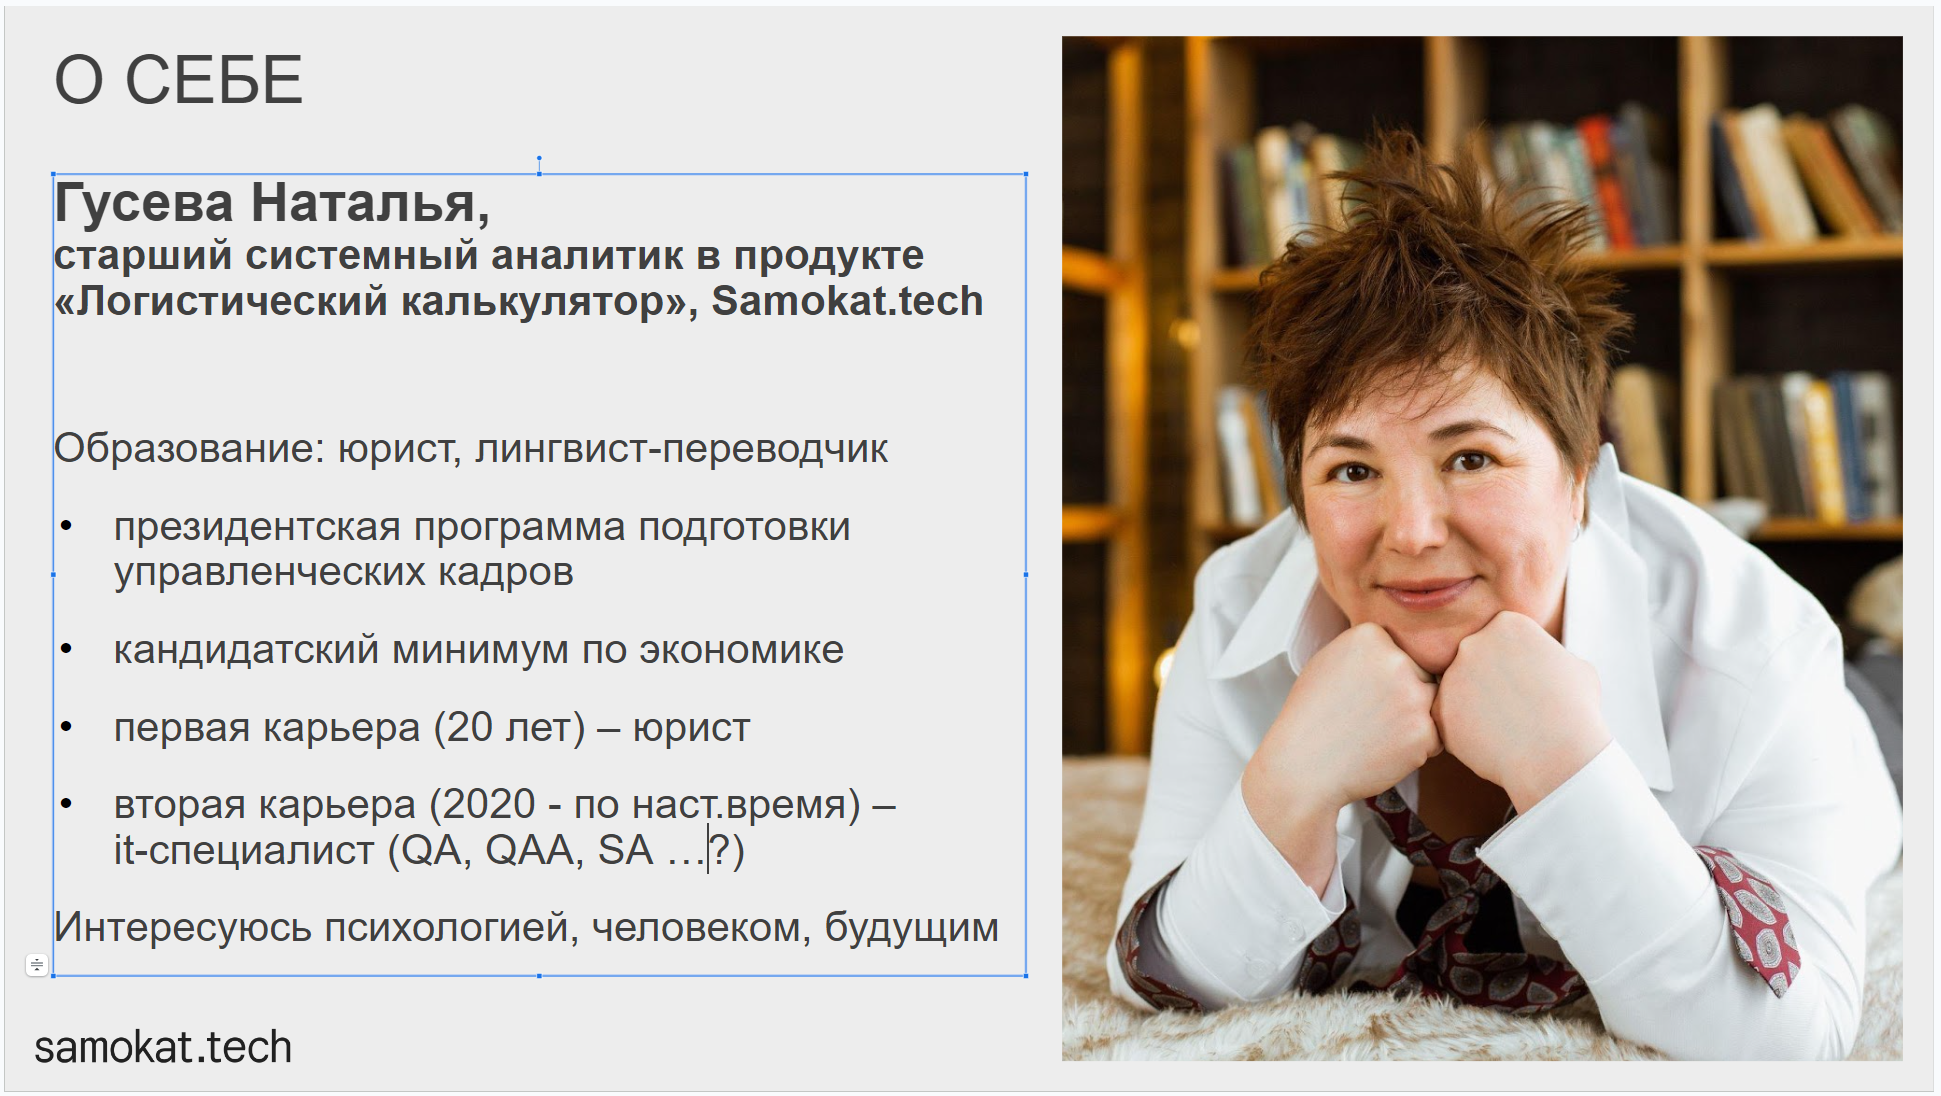 О СЕБЕ
Гусева Наталья,
старший системный аналитик в продукте
«Логистический калькулятор», Samokat.tech
Образование: юрист, лингвист-переводчик
• президентская программа подготовки
управленческих кадров
• кандидатский минимум по экономике
• первая карьера (20 лет) – юрист
• вторая карьера (2020 - по наст.время) –
it-специалист (QA, QAA, SA …?)
Интересуюсь психологией, человеком, будущим
samokat.tech